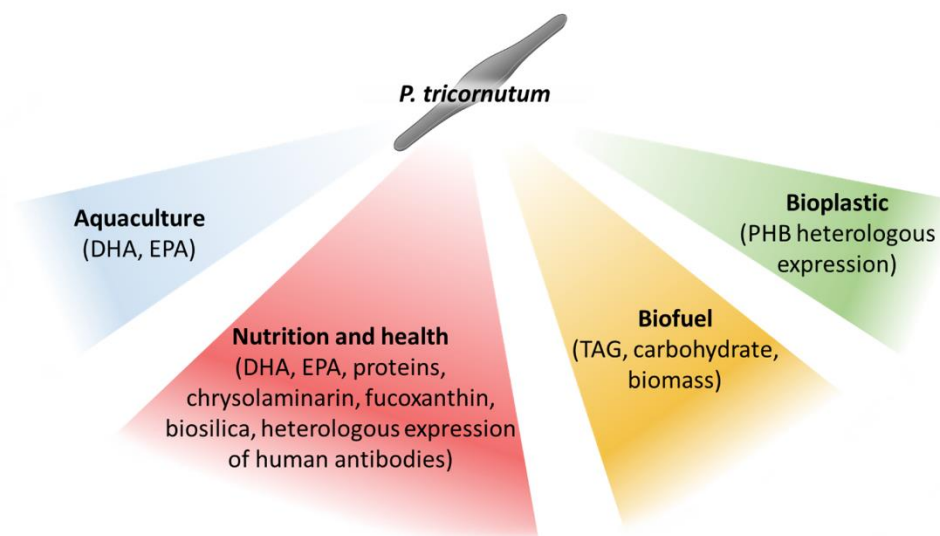 P. tricornutum
Aquaculture
(DHA, EPA)
Nutrition and health
(DHA, EPA, proteins,
chrysolaminarin, fucoxanthin,
biosilica, heterologous expression
of human antibodies)
Biofuel
(TAG, carbohydrate,
biomass)
Bioplastic
(PHB heterologous
expression)